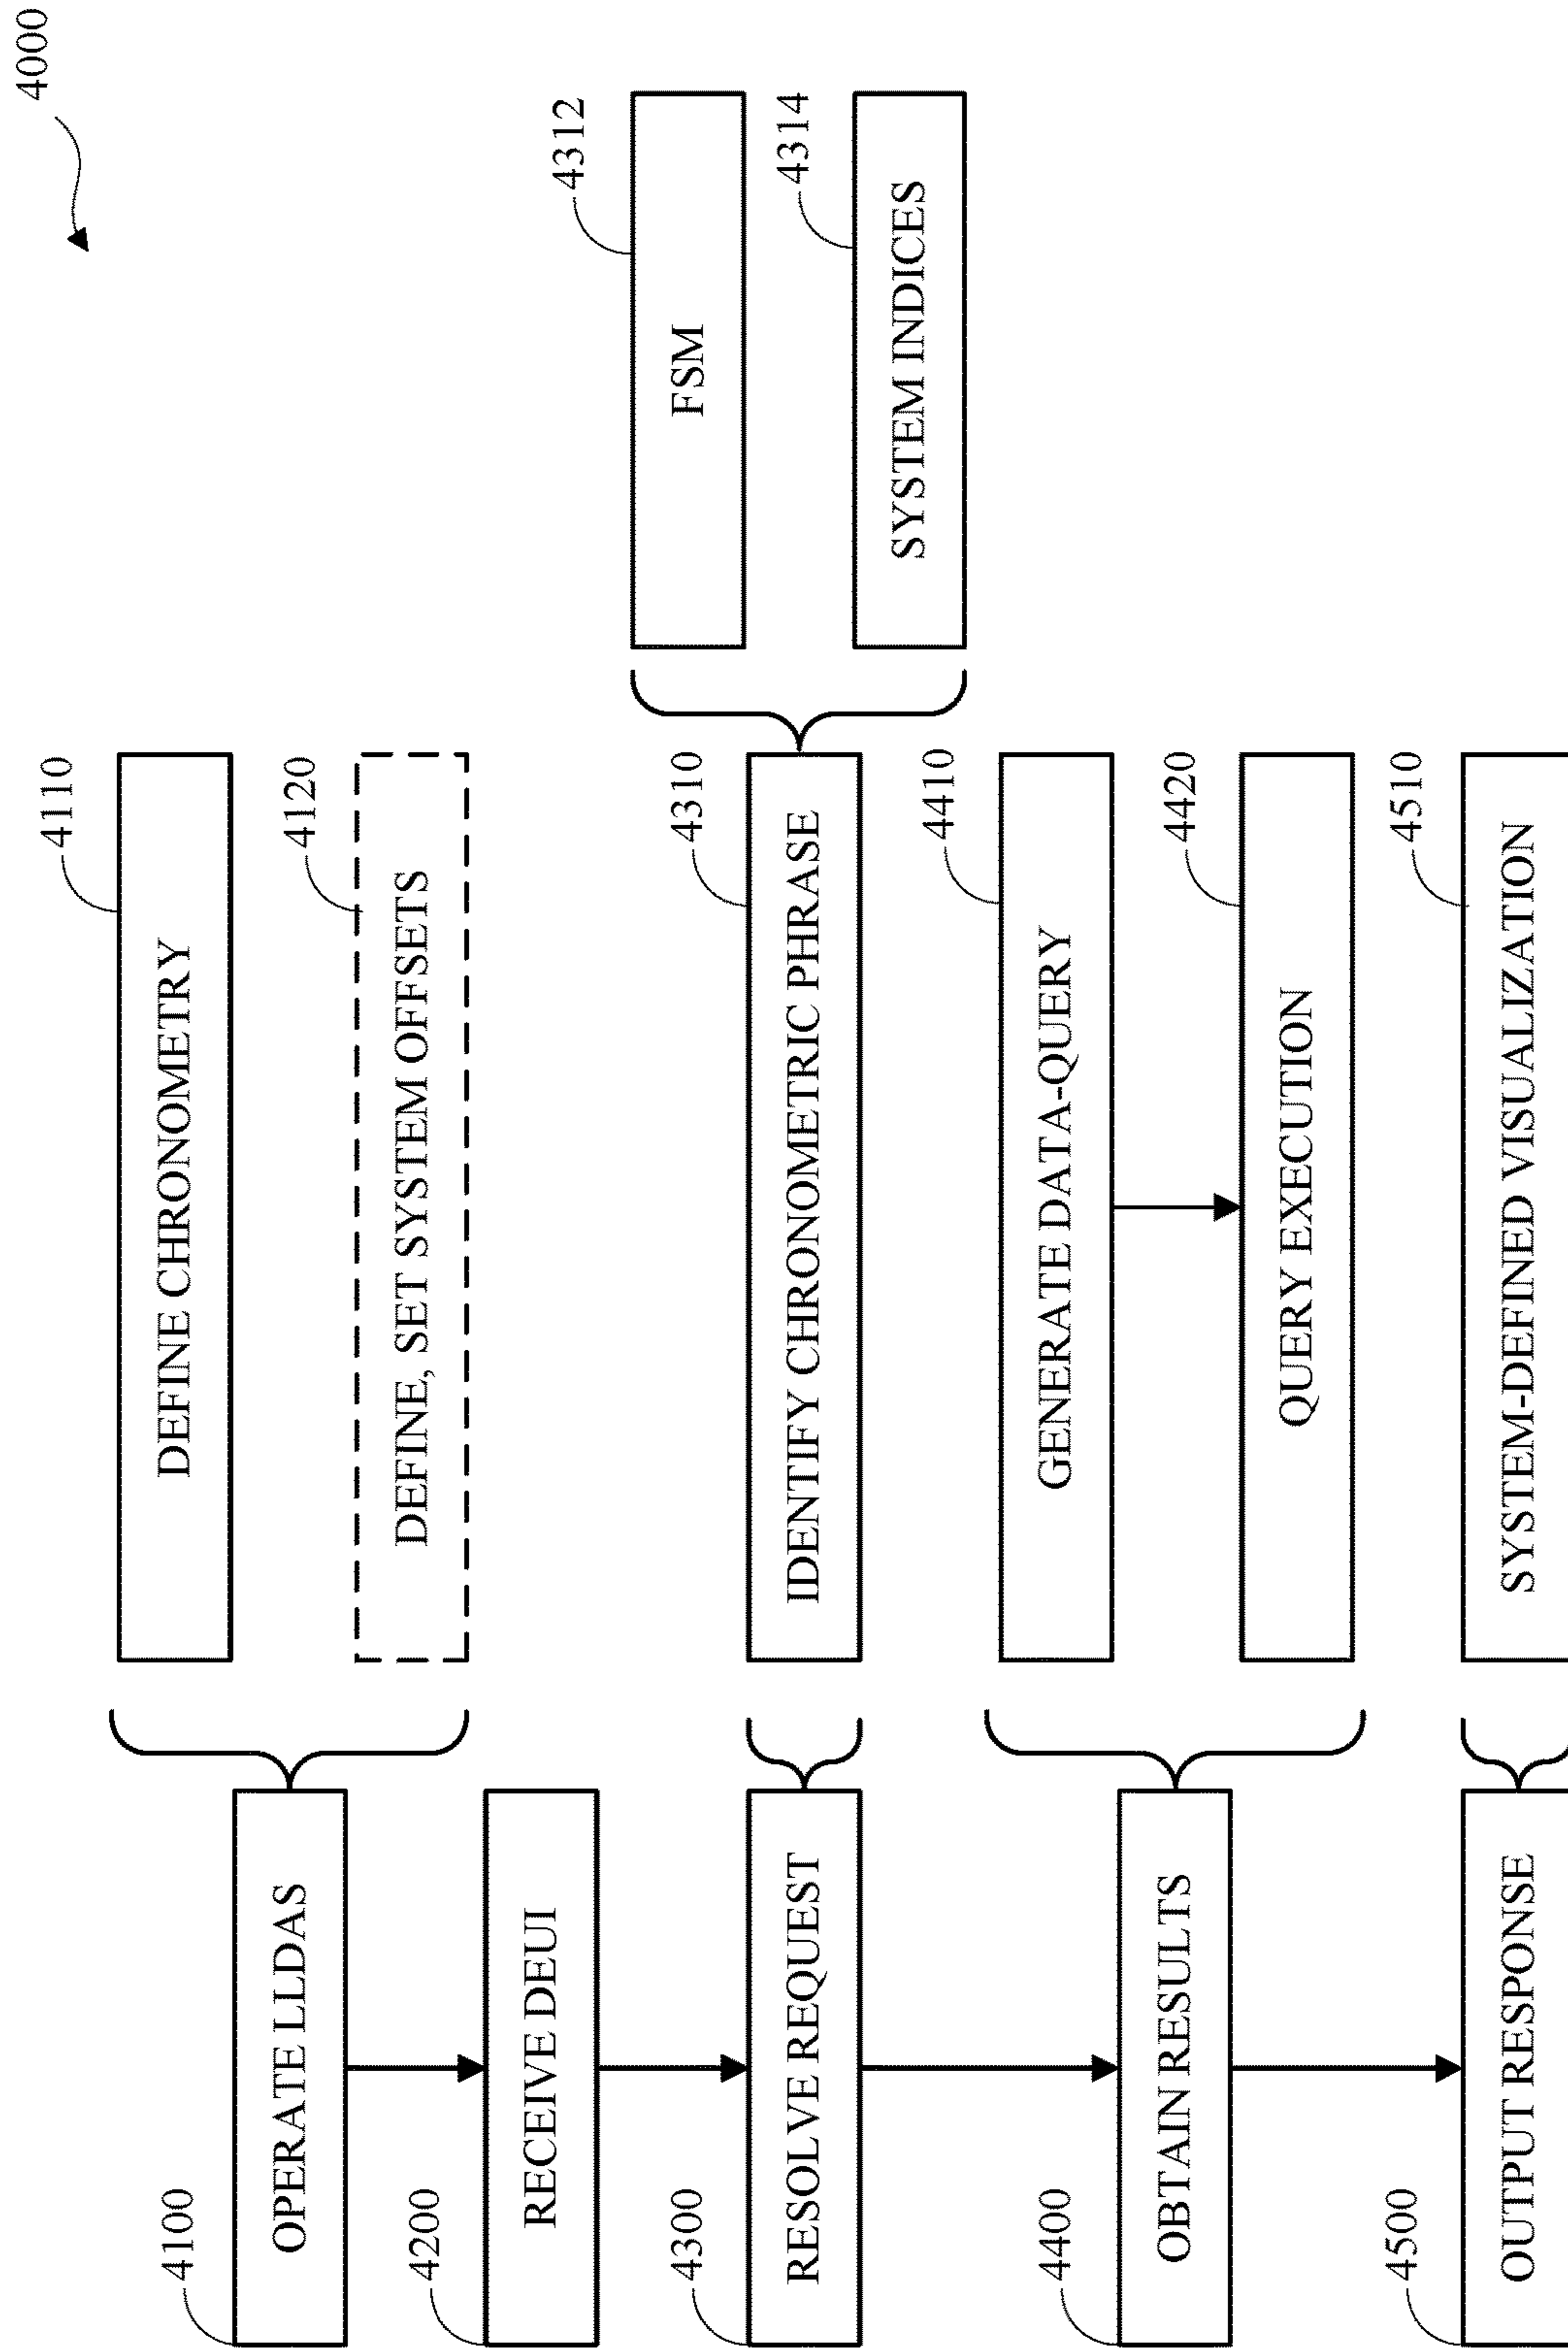 4000
4100
OPERATE LLDAS
4110
DEFINE CHRONOMETRY
4120
DEFINE, SET SYSTEM OFFSETS
4200
RECEIVE DEUI
4300
RESOLVE REQUEST
4310
IDENTIFY CHRONOMETRIC PHRASE
4312
FSM
4314
SYSTEM INDICES
4400
OBTAIN RESULTS
4410
GENERATE DATA-QUERY
4420
QUERY EXECUTION
4500
OUTPUT RESPONSE
4510
SYSTEM-DEFINED VISUALIZATION